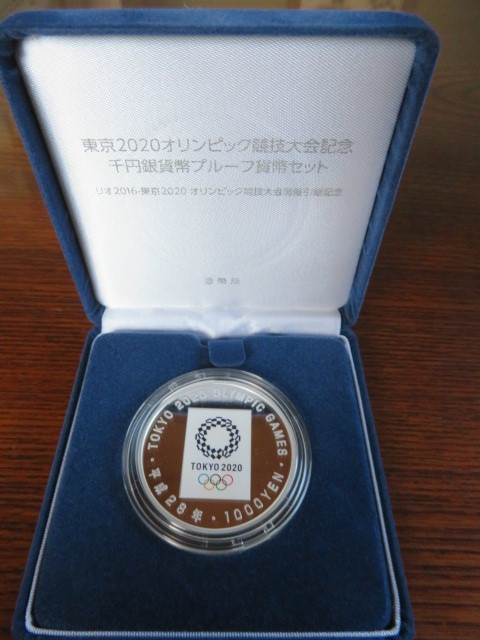 東京2020オリンピック競技大会記念
千円銀貨幣プルーフ貨幣セット
リオ2016-東京2020 オリンピック競技大会開催引継記念
造幣局
TOKYO 2020 OLYMPIC GAMES
TOKYO 2020
平成28年・1000YEN